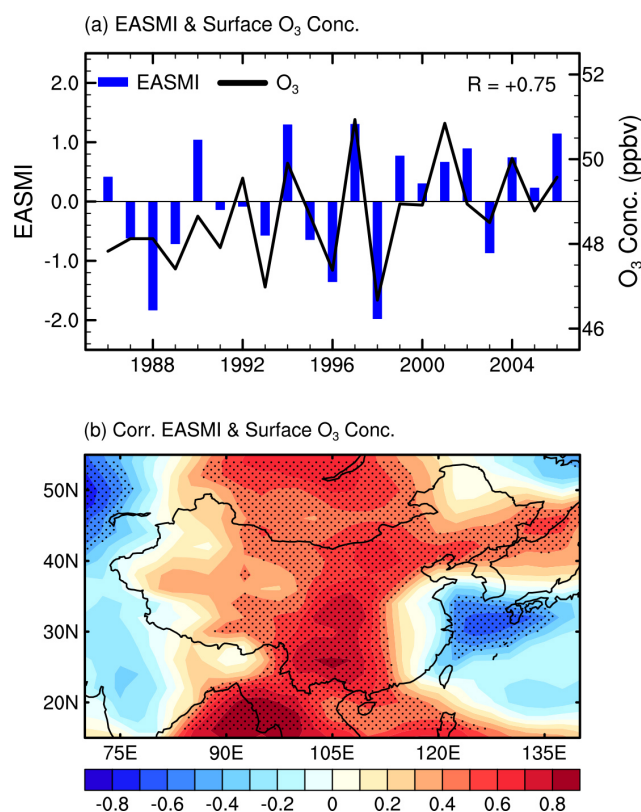 (a) EASMI & Surface O₃ Conc.
EASMI O₃ R = +0.75
2.0 1.0 0.0 -1.0 -2.0
EASMI
52 50 48 46
O₃ Conc. (ppbv)
1988 1992 1996 2000 2004
(b) Corr. EASMI & Surface O₃ Conc.
50N
40N
30N
20N
75E 90E 105E 120E 135E
-0.8 -0.6 -0.4 -0.2 0 0.2 0.4 0.6 0.8